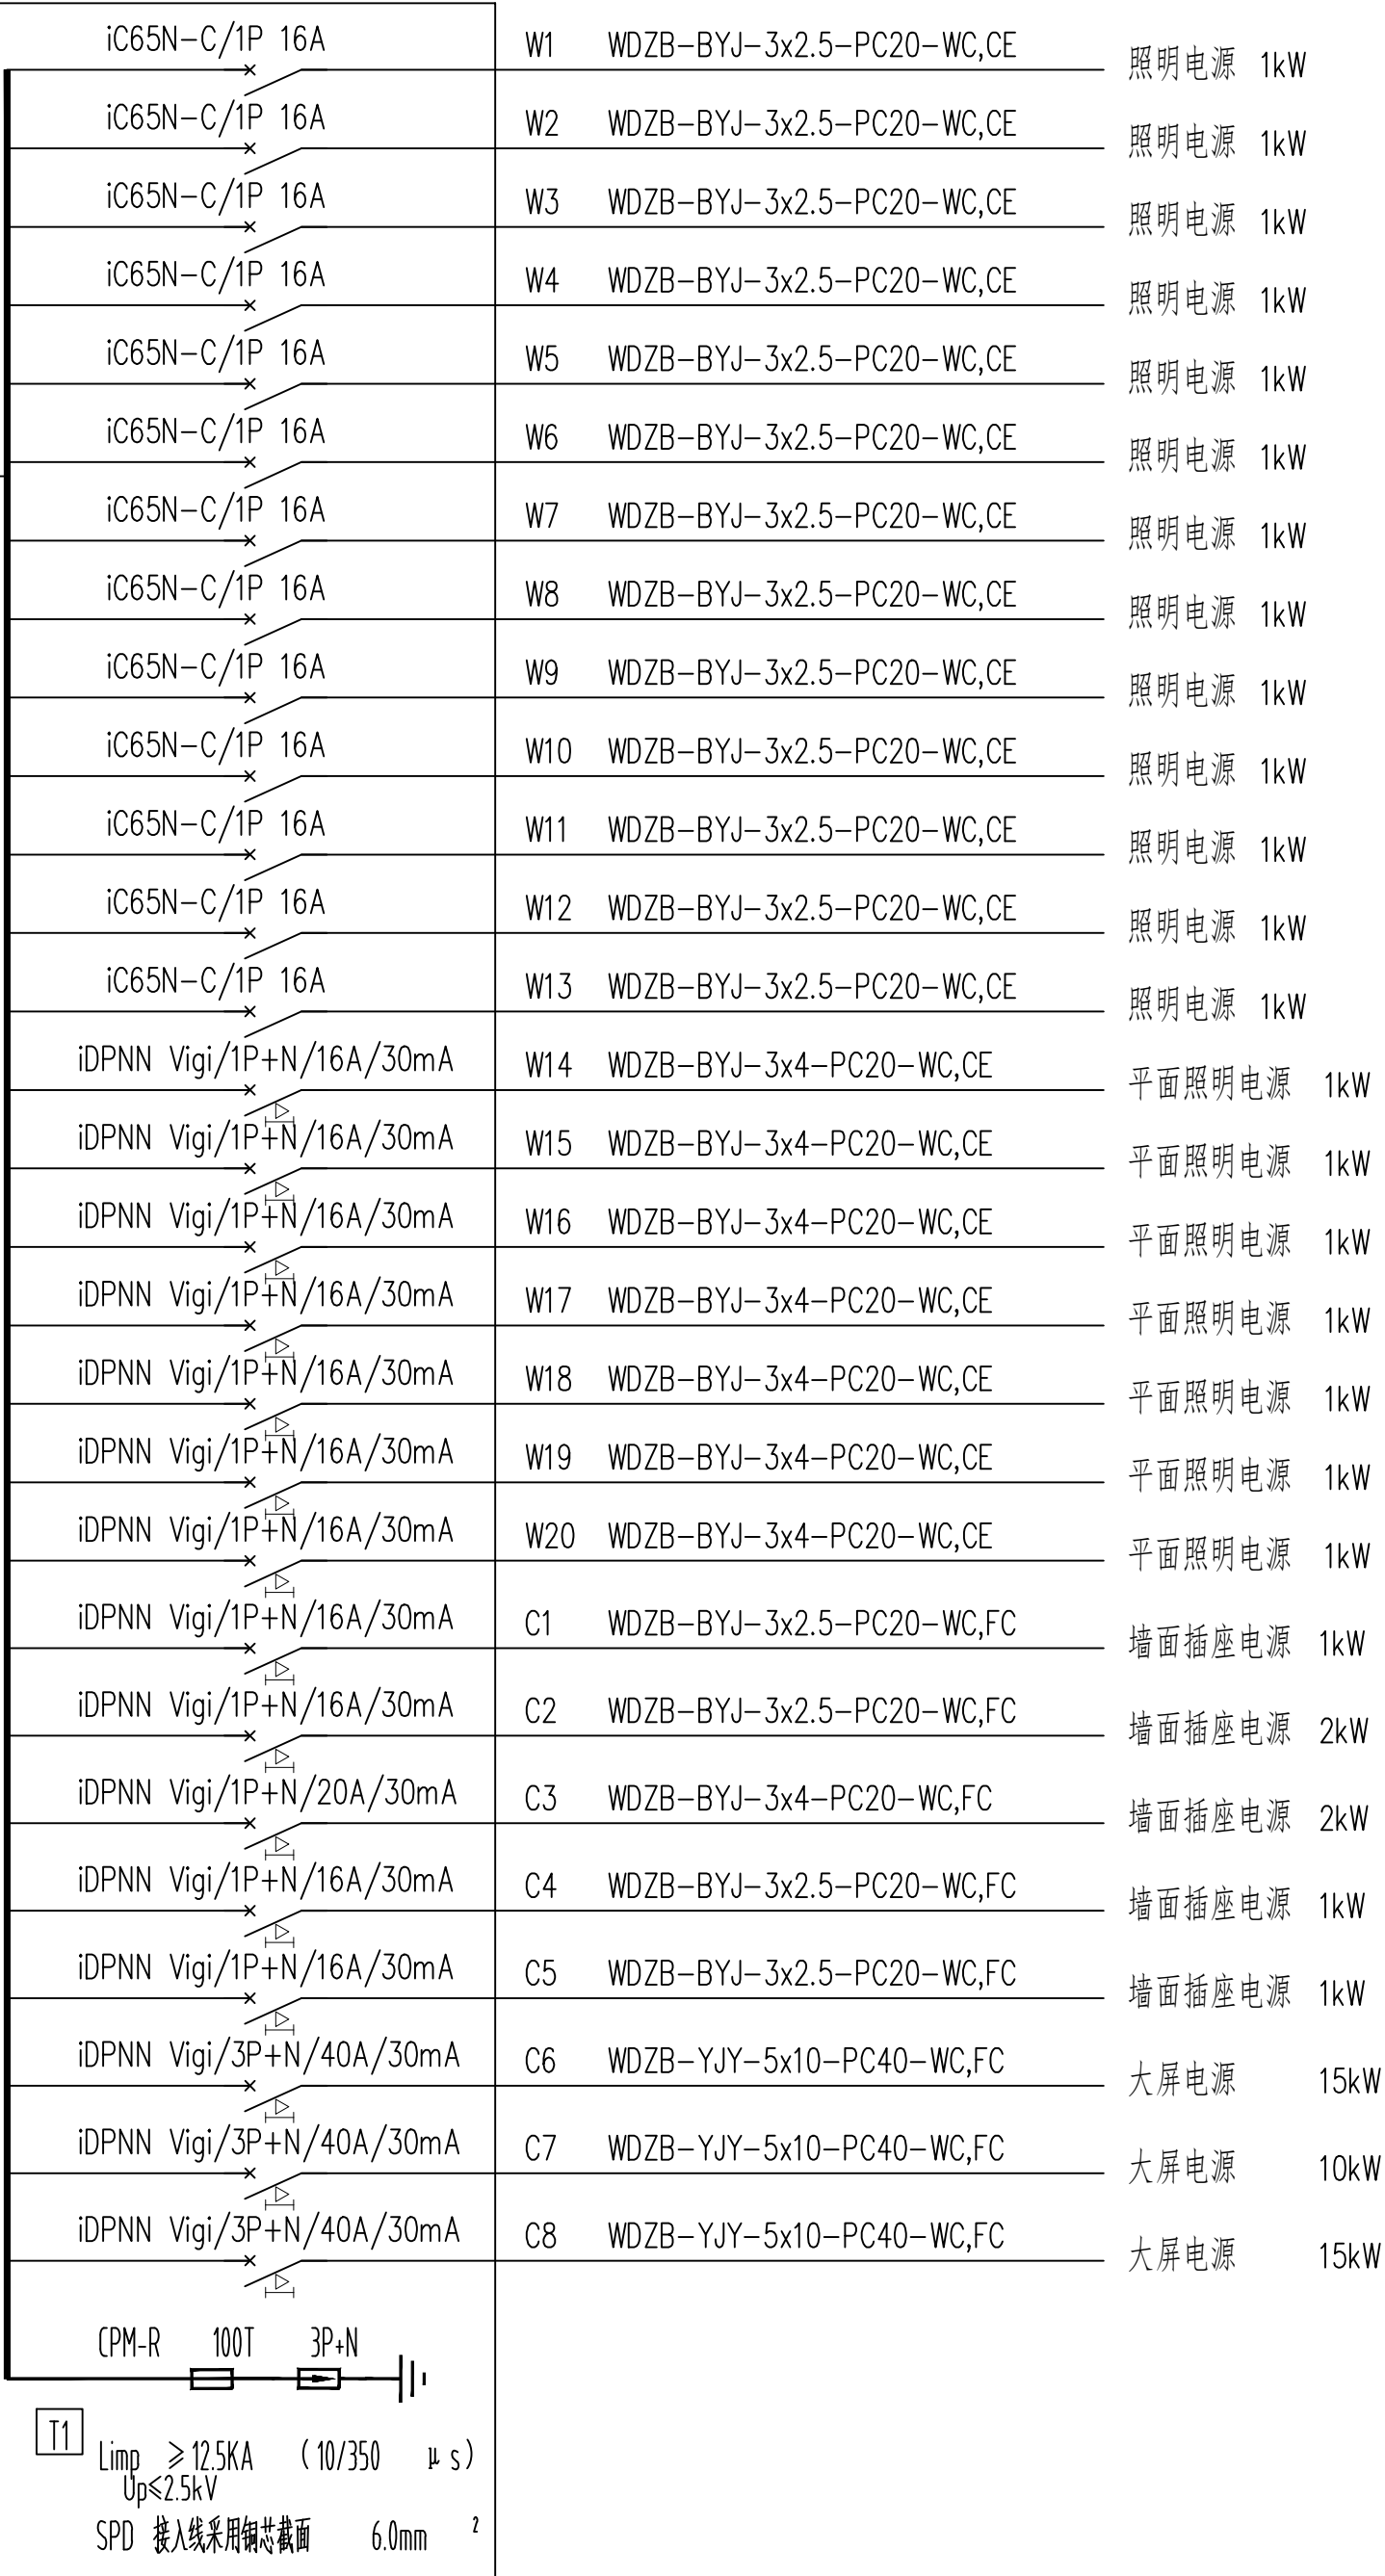 iC65N-C/1P 16A W1 WDZB-BYJ-3x2.5-PC20-WC,CE 照明电源 1kW
iC65N-C/1P 16A W2 WDZB-BYJ-3x2.5-PC20-WC,CE 照明电源 1kW
iC65N-C/1P 16A W3 WDZB-BYJ-3x2.5-PC20-WC,CE 照明电源 1kW
iC65N-C/1P 16A W4 WDZB-BYJ-3x2.5-PC20-WC,CE 照明电源 1kW
iC65N-C/1P 16A W5 WDZB-BYJ-3x2.5-PC20-WC,CE 照明电源 1kW
iC65N-C/1P 16A W6 WDZB-BYJ-3x2.5-PC20-WC,CE 照明电源 1kW
iC65N-C/1P 16A W7 WDZB-BYJ-3x2.5-PC20-WC,CE 照明电源 1kW
iC65N-C/1P 16A W8 WDZB-BYJ-3x2.5-PC20-WC,CE 照明电源 1kW
iC65N-C/1P 16A W9 WDZB-BYJ-3x2.5-PC20-WC,CE 照明电源 1kW
iC65N-C/1P 16A W10 WDZB-BYJ-3x2.5-PC20-WC,CE 照明电源 1kW
iC65N-C/1P 16A W11 WDZB-BYJ-3x2.5-PC20-WC,CE 照明电源 1kW
iC65N-C/1P 16A W12 WDZB-BYJ-3x2.5-PC20-WC,CE 照明电源 1kW
iC65N-C/1P 16A W13 WDZB-BYJ-3x2.5-PC20-WC,CE 照明电源 1kW
iDPNN Vigi/1P+N/16A/30mA W14 WDZB-BYJ-3x4-PC20-WC,CE 平面照明电源 1kW
iDPNN Vigi/1P+N/16A/30mA W15 WDZB-BYJ-3x4-PC20-WC,CE 平面照明电源 1kW
iDPNN Vigi/1P+N/16A/30mA W16 WDZB-BYJ-3x4-PC20-WC,CE 平面照明电源 1kW
iDPNN Vigi/1P+N/16A/30mA W17 WDZB-BYJ-3x4-PC20-WC,CE 平面照明电源 1kW
iDPNN Vigi/1P+N/16A/30mA W18 WDZB-BYJ-3x4-PC20-WC,CE 平面照明电源 1kW
iDPNN Vigi/1P+N/16A/30mA W19 WDZB-BYJ-3x4-PC20-WC,CE 平面照明电源 1kW
iDPNN Vigi/1P+N/16A/30mA W20 WDZB-BYJ-3x4-PC20-WC,CE 平面照明电源 1kW
iDPNN Vigi/1P+N/16A/30mA C1 WDZB-BYJ-3x2.5-PC20-WC,FC 墙面插座电源 1kW
iDPNN Vigi/1P+N/16A/30mA C2 WDZB-BYJ-3x2.5-PC20-WC,FC 墙面插座电源 2kW
iDPNN Vigi/1P+N/20A/30mA C3 WDZB-BYJ-3x4-PC20-WC,FC 墙面插座电源 2kW
iDPNN Vigi/1P+N/16A/30mA C4 WDZB-BYJ-3x2.5-PC20-WC,FC 墙面插座电源 1kW
iDPNN Vigi/1P+N/16A/30mA C5 WDZB-BYJ-3x2.5-PC20-WC,FC 墙面插座电源 1kW
iDPNN Vigi/3P+N/40A/30mA C6 WDZB-YJY-5x10-PC40-WC,FC 大屏电源 15kW
iDPNN Vigi/3P+N/40A/30mA C7 WDZB-YJY-5x10-PC40-WC,FC 大屏电源 10kW
iDPNN Vigi/3P+N/40A/30mA C8 WDZB-YJY-5x10-PC40-WC,FC 大屏电源 15kW
CPM-R 100T 3P+N
T1
Limp ≥12.5KA (10/350 μs)
Up≤2.5kV
SPD 接入线采用铜芯截面 6.0mm ²